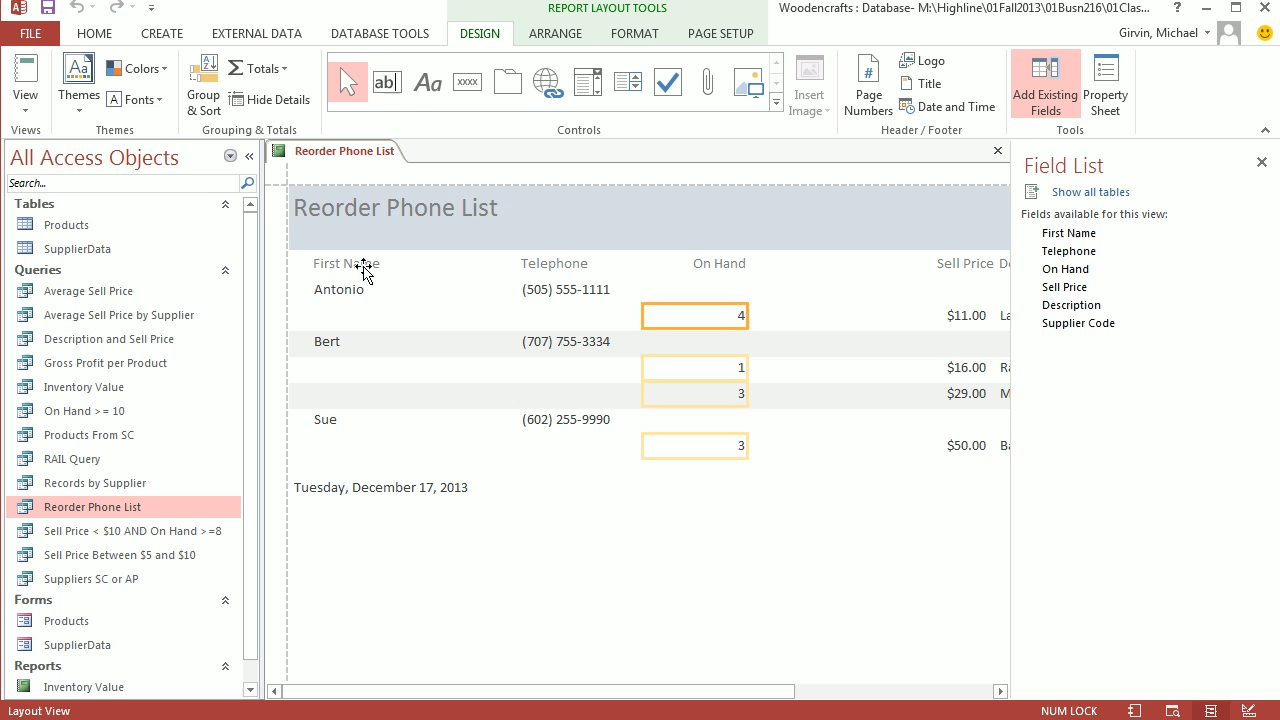 REPORT LAYOUT TOOLS
Woodencrafts : Database- M:\Highline\01Fall2013\01Busn216\01Clas...
?
FILE HOME CREATE EXTERNAL DATA DATABASE TOOLS DESIGN ARRANGE FORMAT PAGE SETUP Girvin, Michael
View
Views
Themes
Colors
Fonts
Themes
Group & Sort
Totals
Hide Details
Grouping & Totals
ab
Aa
xxxx
Controls
Insert Image
Page Numbers
Logo
Title
Date and Time
Header / Footer
Add Existing Fields
Property Sheet
Tools
All Access Objects
Search...
Tables
Products
SupplierData
Queries
Average Sell Price
Average Sell Price by Supplier
Description and Sell Price
Gross Profit per Product
Inventory Value
On Hand >= 10
Products From SC
RAIL Query
Records by Supplier
Reorder Phone List
Sell Price < $10 AND On Hand >=8
Sell Price Between $5 and $10
Suppliers SC or AP
Forms
Products
SupplierData
Reports
Inventory Value
Reorder Phone List
Reorder Phone List
First Name Telephone On Hand Sell Price De
Antonio (505) 555-1111
4 $11.00 La
Bert (707) 755-3334
1 $16.00 Ra
3 $29.00 M
Sue (602) 255-9990
3 $50.00 Ba
Tuesday, December 17, 2013
Field List
Show all tables
Fields available for this view:
First Name
Telephone
On Hand
Sell Price
Description
Supplier Code
Layout View
NUM LOCK